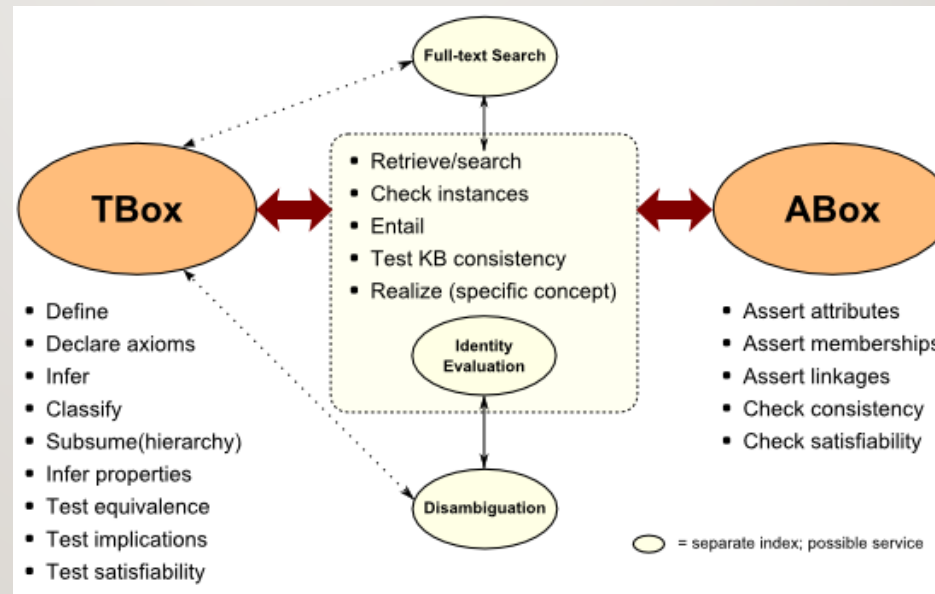 Full-text Search
TBox
▪ Retrieve/search
▪ Check instances
▪ Entail
▪ Test KB consistency
▪ Realize (specific concept)
ABox
▪ Define
▪ Declare axioms
▪ Infer
▪ Classify
▪ Subsume(hierarchy)
▪ Infer properties
▪ Test equivalence
▪ Test implications
▪ Test satisfiability
Identity
Evaluation
Disambiguation
▪ Assert attributes
▪ Assert memberships
▪ Assert linkages
▪ Check consistency
▪ Check satisfiability
= separate index; possible service